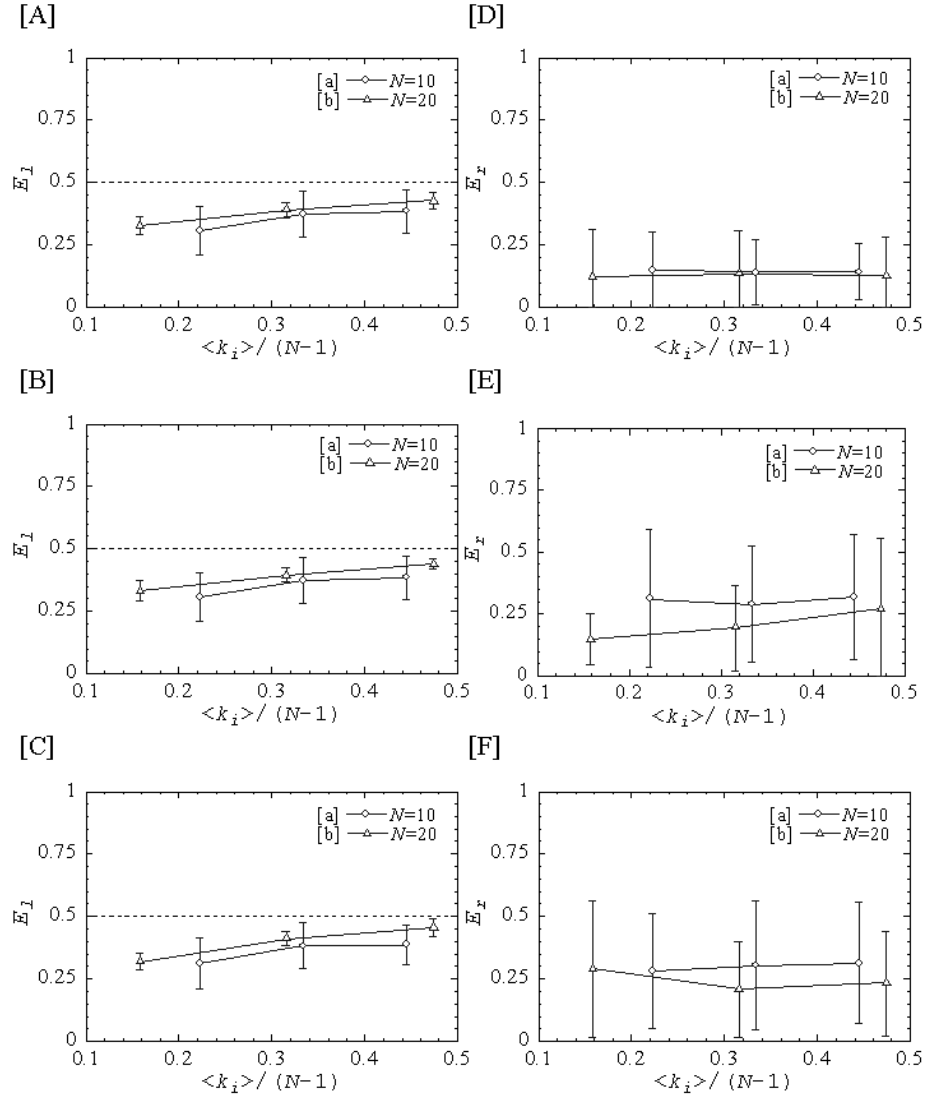 [A]
1
0.75
0.5
0.25
0
E_l
[a] N=10
[b] N=20
0.1 0.2 0.3 0.4 0.5
<k_i>/(N-1)
[D]
1
0.75
0.5
0.25
0
E_r
[a] N=10
[b] N=20
0.1 0.2 0.3 0.4 0.5
<k_i>/(N-1)
[B]
1
0.75
0.5
0.25
0
E_l
[a] N=10
[b] N=20
0.1 0.2 0.3 0.4 0.5
<k_i>/(N-1)
[E]
1
0.75
0.5
0.25
0
E_r
[a] N=10
[b] N=20
0.1 0.2 0.3 0.4 0.5
<k_i>/(N-1)
[C]
1
0.75
0.5
0.25
0
E_l
[a] N=10
[b] N=20
0.1 0.2 0.3 0.4 0.5
<k_i>/(N-1)
[F]
1
0.75
0.5
0.25
0
E_r
[a] N=10
[b] N=20
0.1 0.2 0.3 0.4 0.5
<k_i>/(N-1)